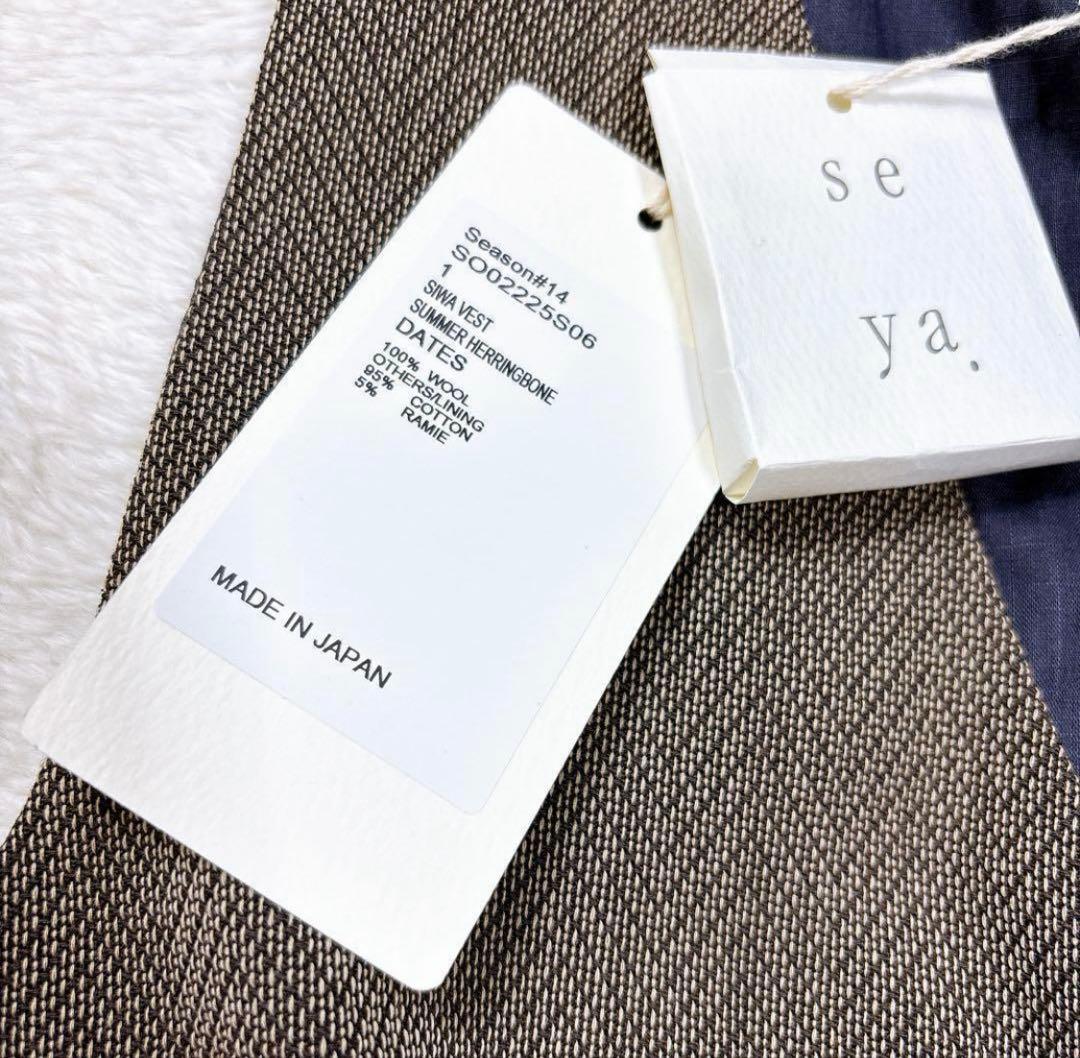 Season#14
SO02225S06
1
SIWA VEST
SUMMER HERRINGBONE
DATES
100% WOOL
OTHERS/LINING
95% COTTON
5% RAMIE
MADE IN JAPAN
se
ya.